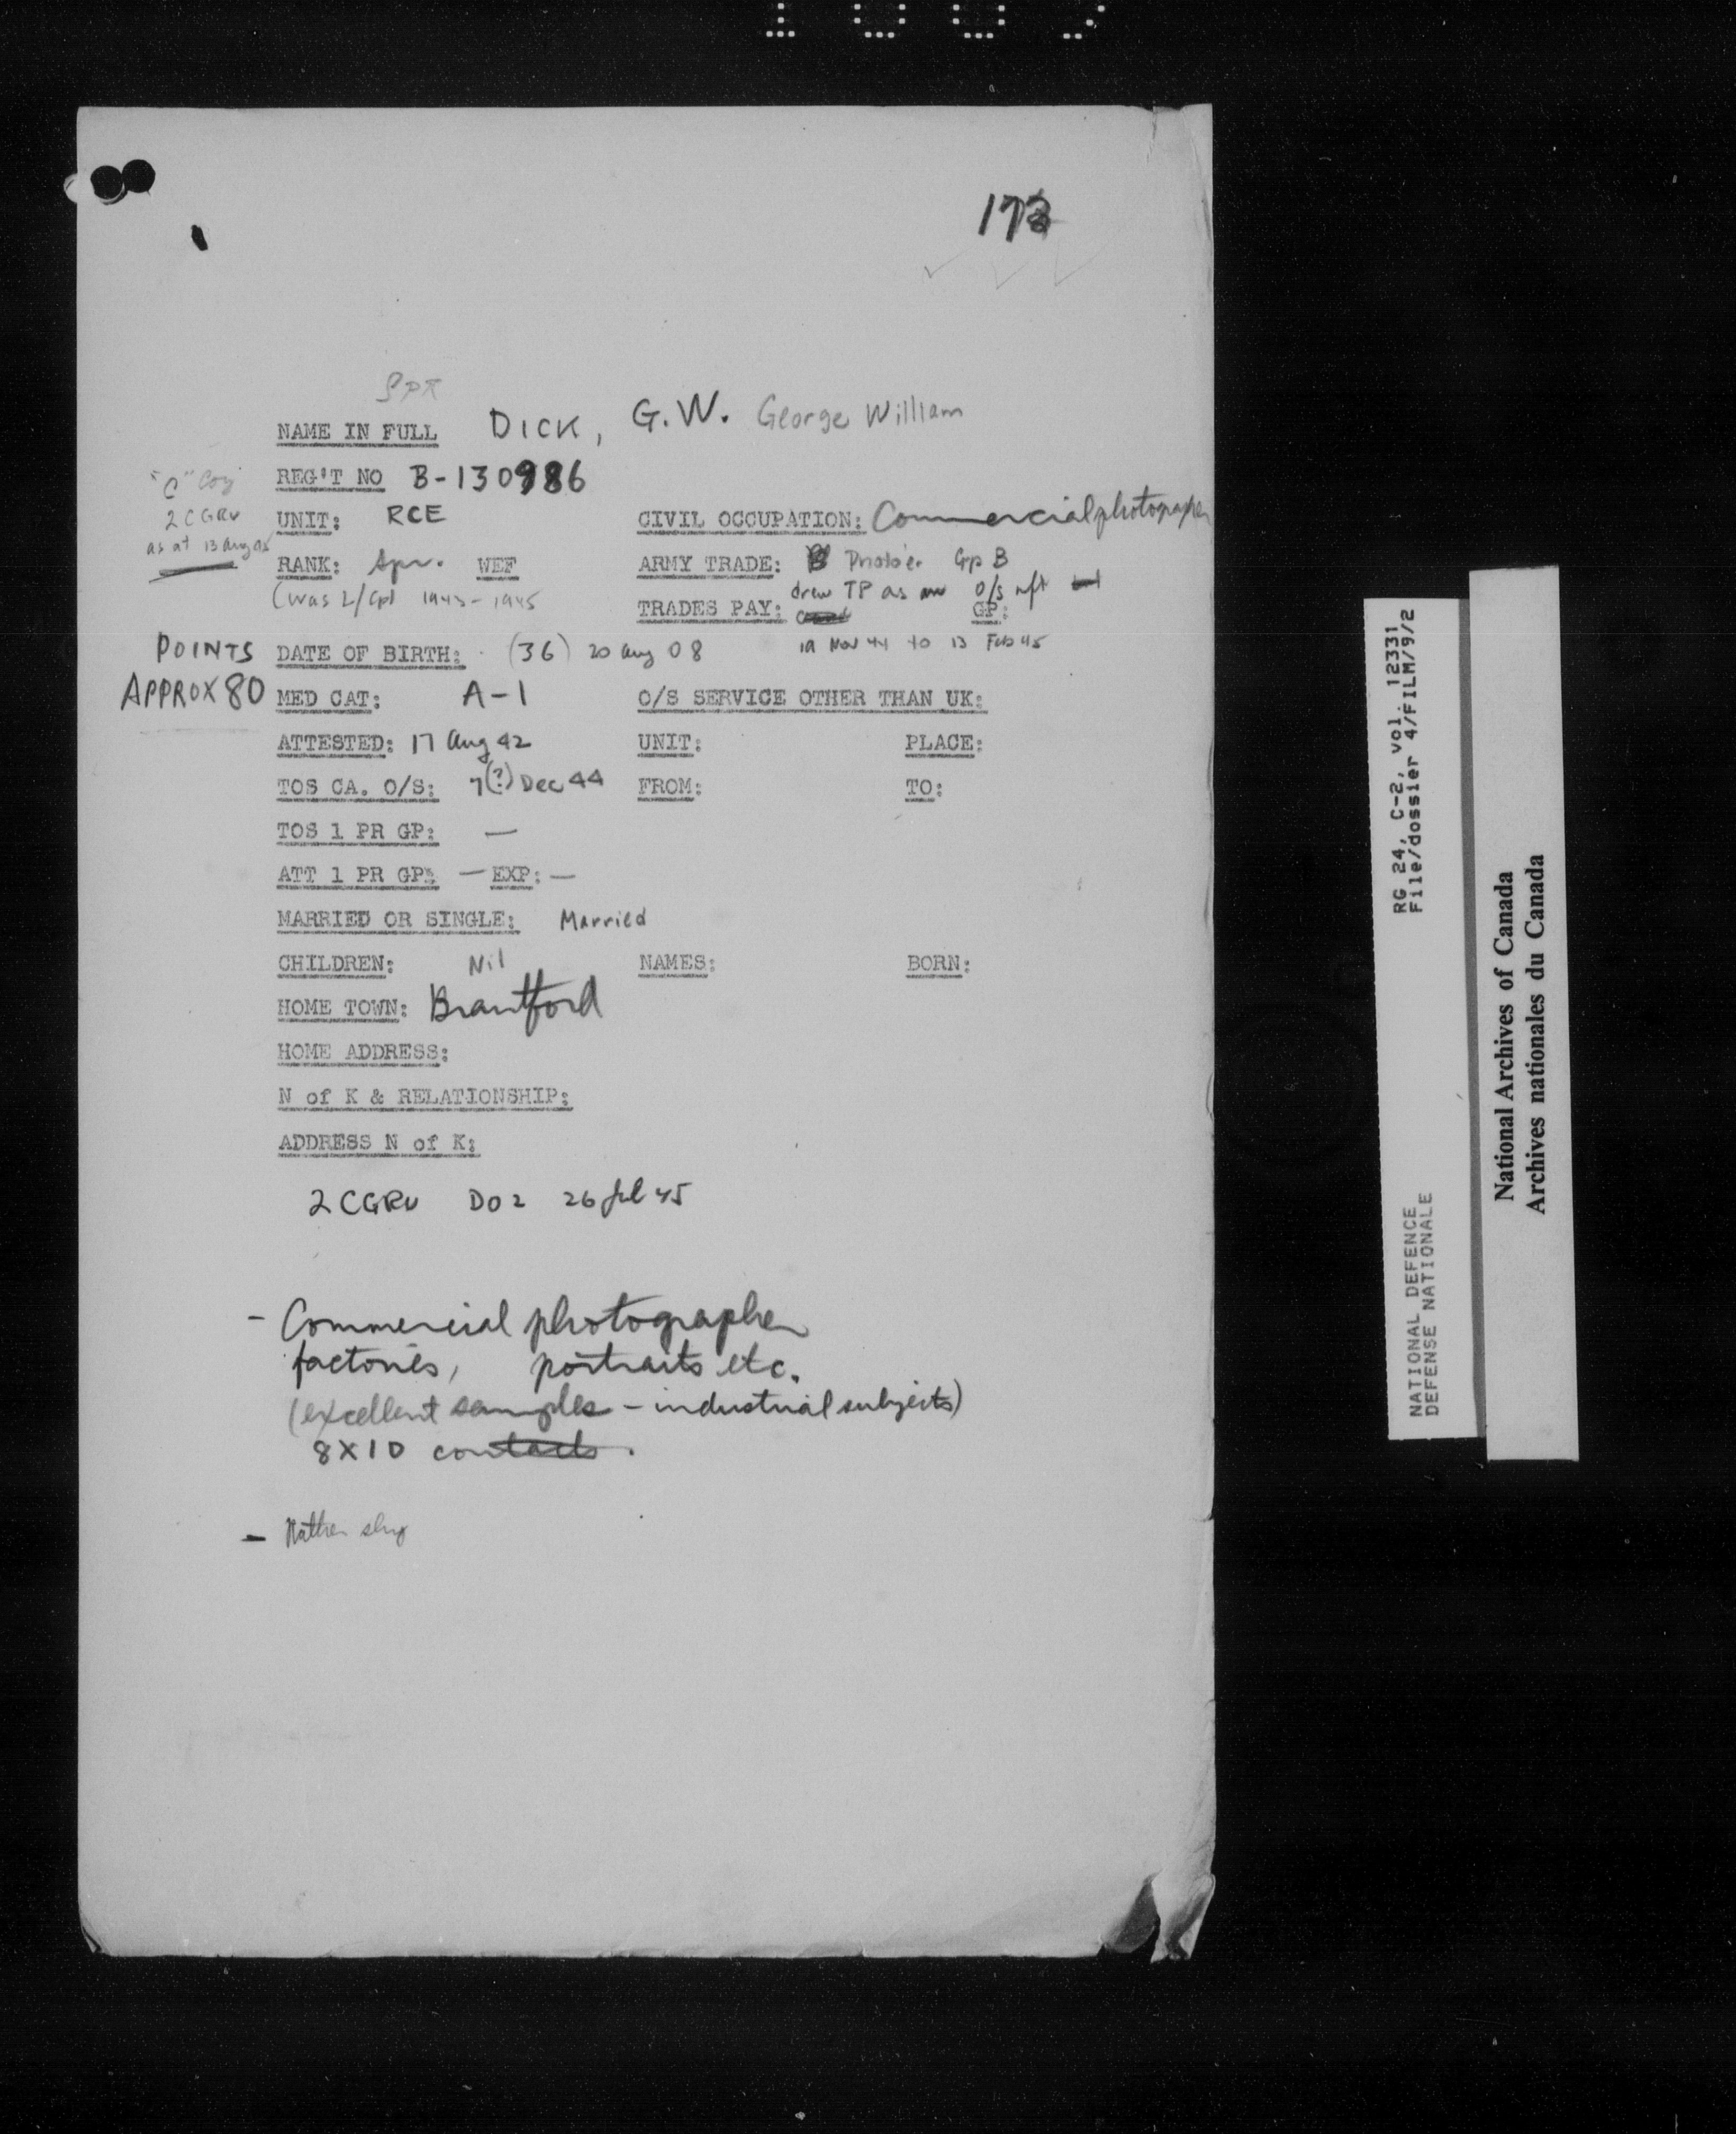 173
Spr
NAME IN FULL DICK, G.W. George William
REG'T NO B-130986
"C" Coy
2 CGRU
as at 13 Aug 45
UNIT: RCE CIVIL OCCUPATION: Commercial photographer
RANK: Spr. WEF ARMY TRADE: Photo'er Gp B
(was L/Cpl 1943-1945
drew TP as O/S rft
TRADES PAY: GP:
Nov 44 to 13 Feb 45
POINTS
APPROX 80
DATE OF BIRTH: (36) 20 Aug 08
MED CAT: A-1 O/S SERVICE OTHER THAN UK:
ATTESTED: 17 Aug 42 UNIT: PLACE:
TOS CA. O/S: 7(?) Dec 44 FROM: TO:
TOS 1 PR GP: —
ATT 1 PR GP: — EXP: —
MARRIED OR SINGLE: Married
CHILDREN: Nil NAMES: BORN:
HOME TOWN: Brantford
HOME ADDRESS:
N of K & RELATIONSHIP:
ADDRESS N of K:
2 CGRU DO 2 26 Jul 45
- Commercial photographer
factories, portraits etc.
(excellent samples - industrial subjects)
8X10 contacts.
- Rather shy
RG 24, C-2, vol. 12331
File/dossier 4/FILM/9/2
NATIONAL DEFENCE
DEFENSE NATIONALE
National Archives of Canada
Archives nationales du Canada